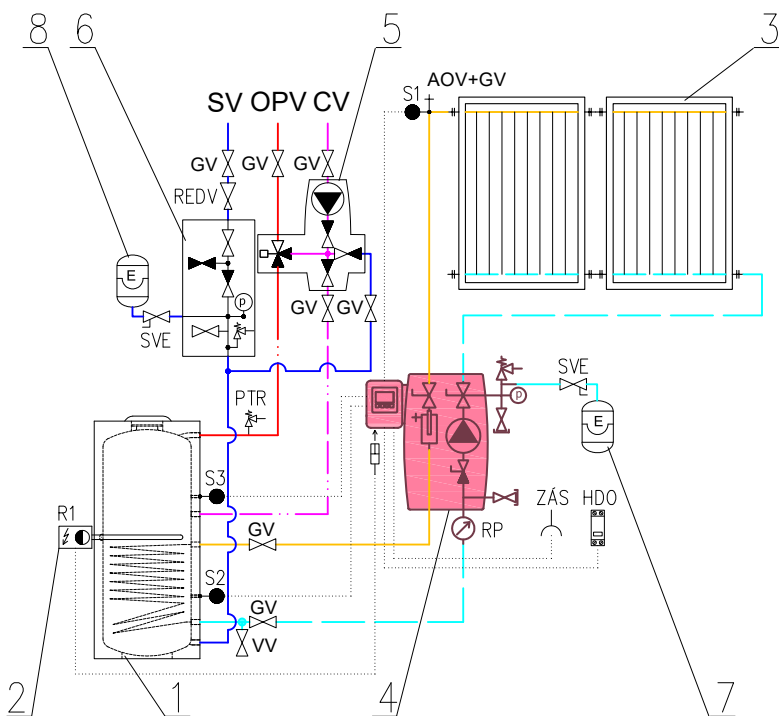 8
5
3
SV OPV CV
S1
AOV+GV
GV
GV
GV
REDV
6
E
p
SVE
GV
GV
PTR
SVE
p
E
S3
R1
GV
RP
ZÁS
HDO
S2
GV
VV
2
1
4
7